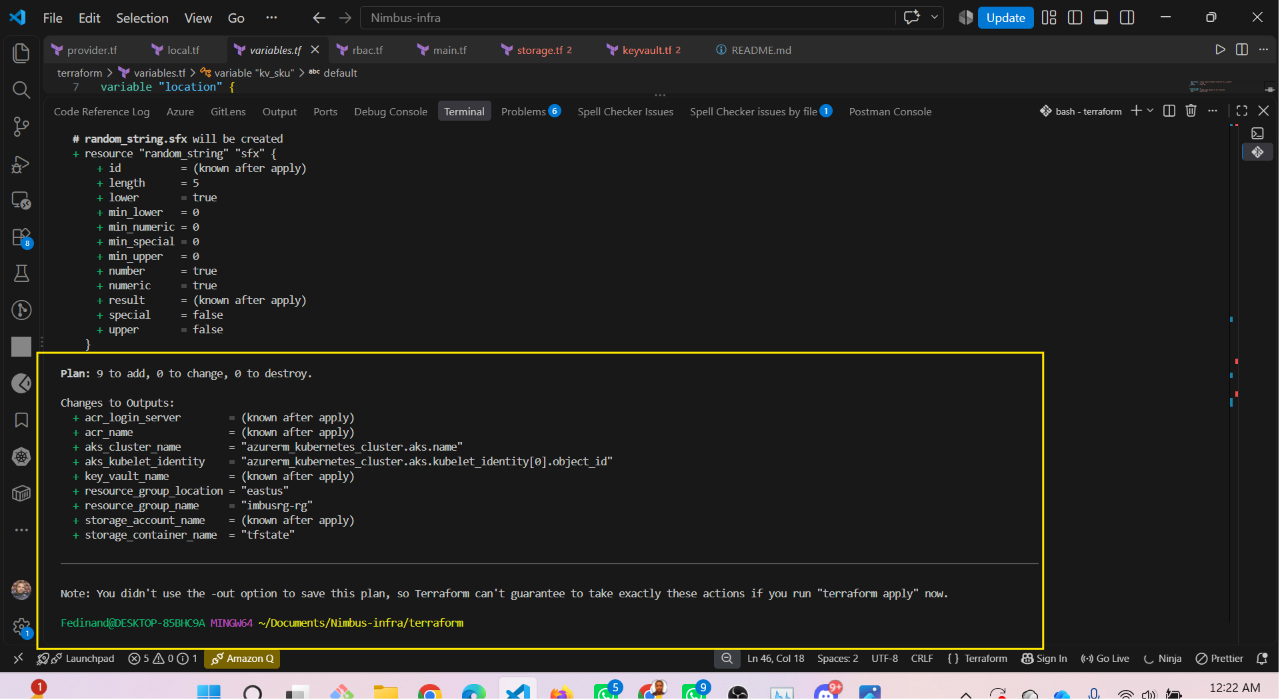 File Edit Selection View Go ··· Nimbus-infra Update
provider.tf local.tf variables.tf rbac.tf main.tf storage.tf 2 keyvault.tf 2 README.md
terraform > variables.tf > variable "kv_sku" > abc default
7 variable "location" {
Code Reference Log Azure GitLens Output Ports Debug Console Terminal Problems 6 Spell Checker Issues Spell Checker issues by file 1 Postman Console bash - terraform
# random_string.sfx will be created
+ resource "random_string" "sfx" {
+ id = (known after apply)
+ length = 5
+ lower = true
+ min_lower = 0
+ min_numeric = 0
+ min_special = 0
+ min_upper = 0
+ number = true
+ numeric = true
+ result = (known after apply)
+ special = false
+ upper = false
}
Plan: 9 to add, 0 to change, 0 to destroy.
Changes to Outputs:
+ acr_login_server = (known after apply)
+ acr_name = (known after apply)
+ aks_cluster_name = "azurerm_kubernetes_cluster.aks.name"
+ aks_kubelet_identity = "azurerm_kubernetes_cluster.aks.kubelet_identity[0].object_id"
+ key_vault_name = (known after apply)
+ resource_group_location = "eastus"
+ resource_group_name = "imbusrg-rg"
+ storage_account_name = (known after apply)
+ storage_container_name = "tfstate"
Note: You didn't use the -out option to save this plan, so Terraform can't guarantee to take exactly these actions if you run "terraform apply" now.
Fedinand@DESKTOP-85BHC9A MINGW64 ~/Documents/Nimbus-infra/terraform
8
1
Launchpad 5 0 1 Amazon Q Ln 46, Col 18 Spaces: 2 UTF-8 CRLF { } Terraform Sign In Go Live Ninja Prettier
1 5 9 9+ 12:22 AM